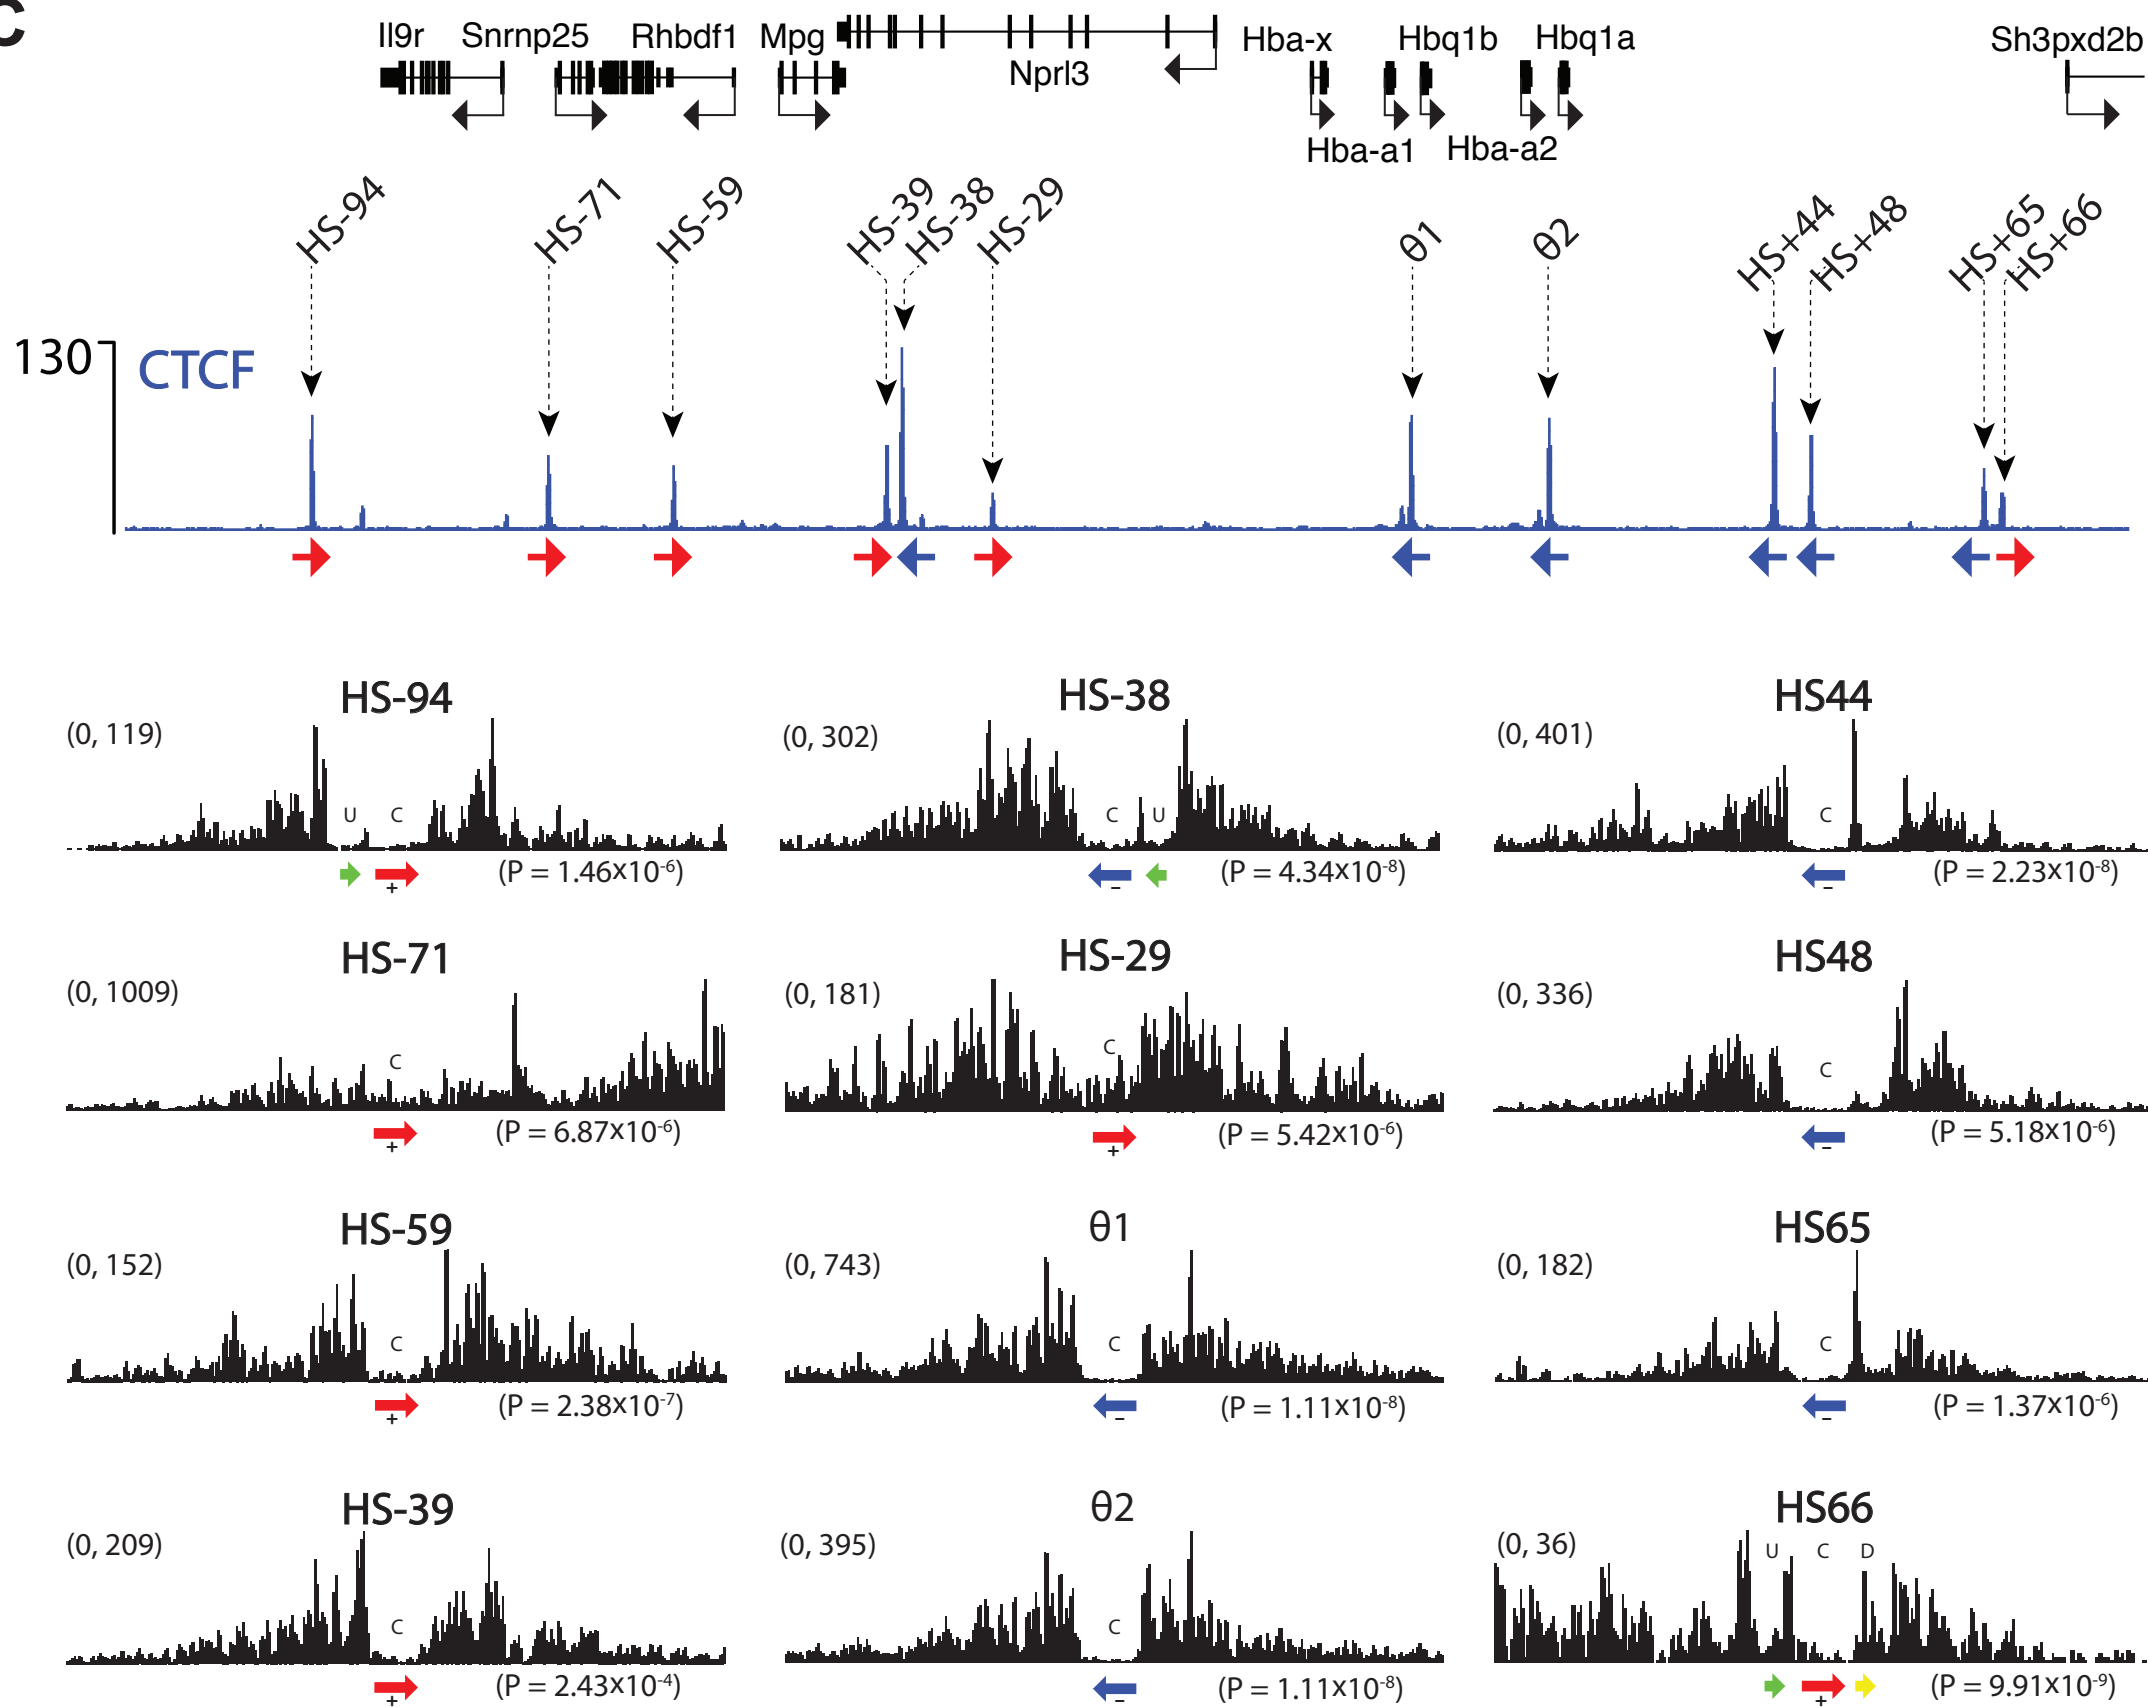 C
Il9r Snrnp25 Rhbdf1 Mpg Nprl3 Hba-x Hbq1b Hbq1a Sh3pxd2b
Hba-a1 Hba-a2
HS-94 HS-71 HS-59 HS-39 HS-38 HS-29 θ1 θ2 HS+44 HS+48 HS+65 HS+66
130 CTCF
HS-94 HS-38 HS44
(0, 119) (0, 302) (0, 401)
U C C U C
+ − −
(P = 1.46x10-6) (P = 4.34x10-8) (P = 2.23x10-8)
HS-71 HS-29 HS48
(0, 1009) (0, 181) (0, 336)
C C C
+ + −
(P = 6.87x10-6) (P = 5.42x10-6) (P = 5.18x10-6)
HS-59 θ1 HS65
(0, 152) (0, 743) (0, 182)
C C C
+ − −
(P = 2.38x10-7) (P = 1.11x10-8) (P = 1.37x10-6)
HS-39 θ2 HS66
(0, 209) (0, 395) (0, 36)
C C U C D
+ − +
(P = 2.43x10-4) (P = 1.11x10-8) (P = 9.91x10-9)